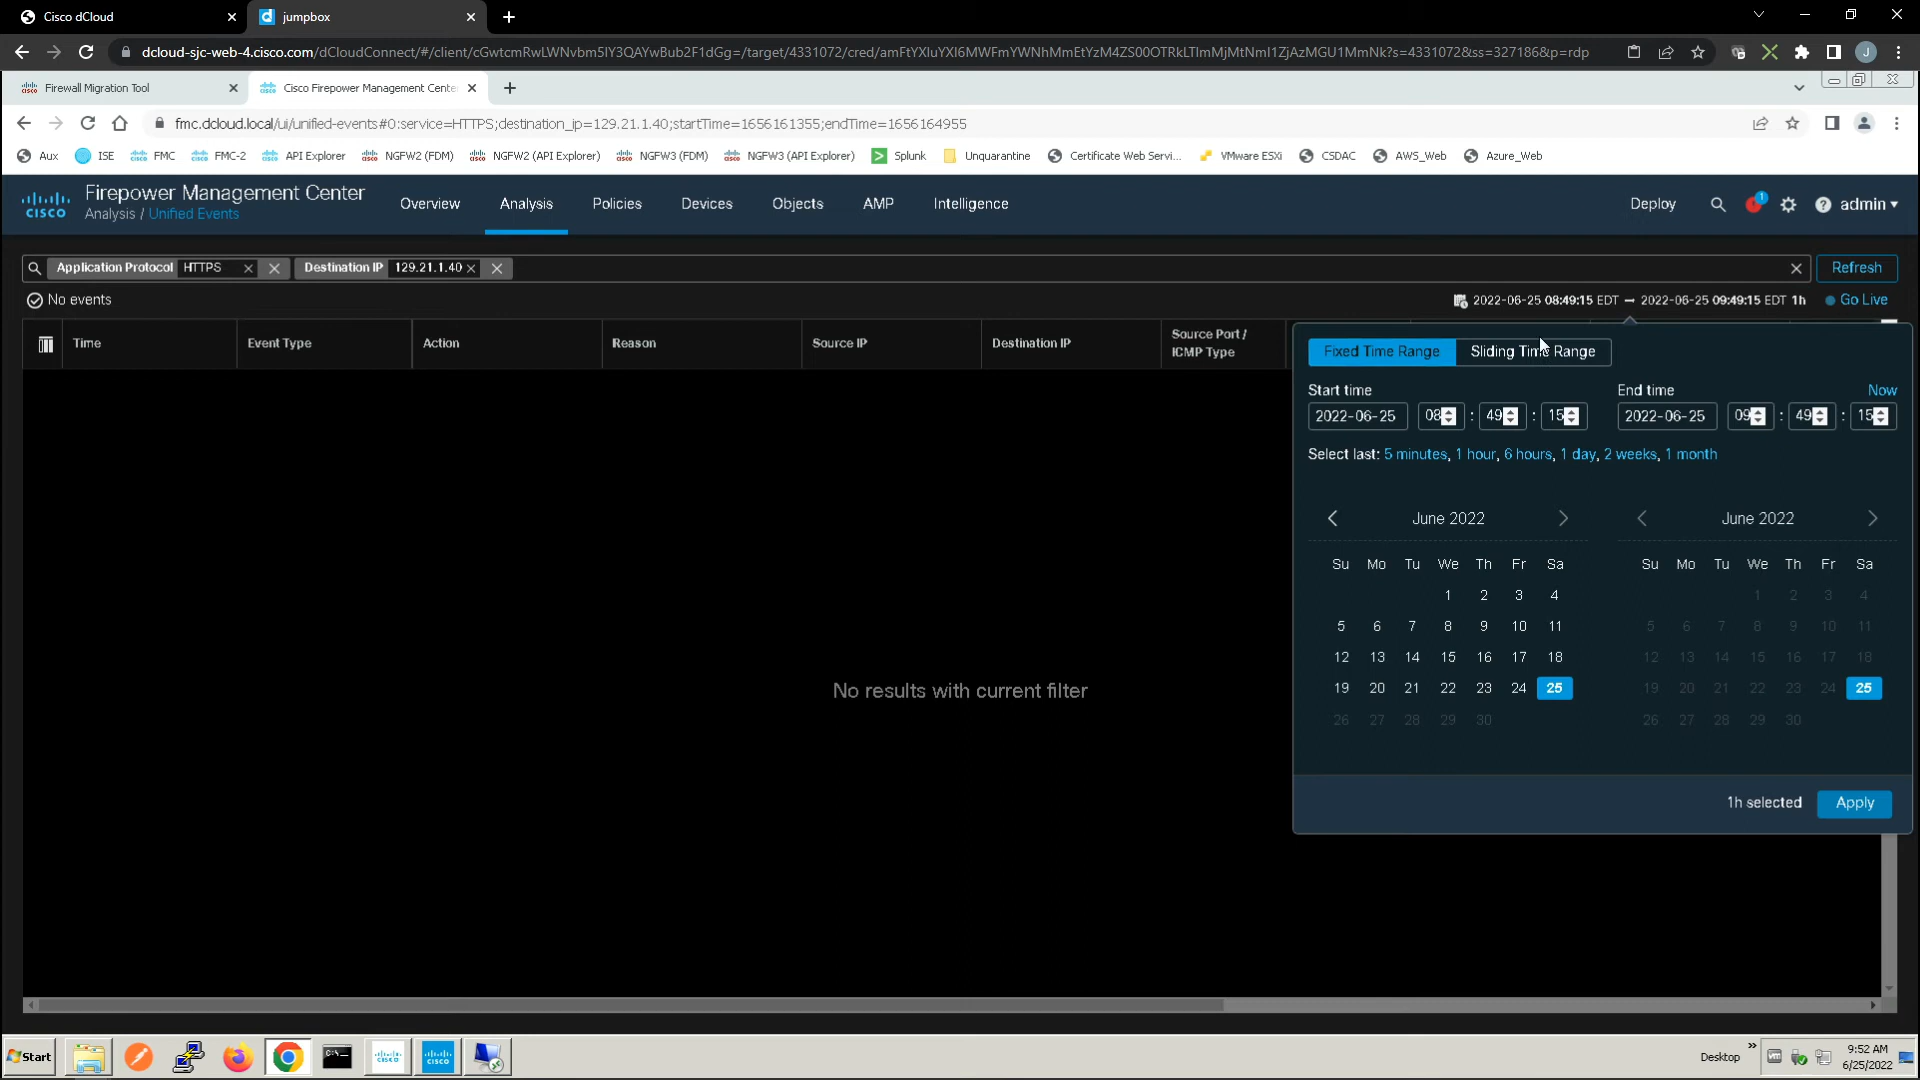 Cisco dCloud
jumpbox
dcloud-sjc-web-4.cisco.com/dCloudConnect/#/client/cGwtcmRwLWNvbm5lY3QAYwBub2F1dGg=/target/4331072/cred/amFtYXIuYXI6MWFmYWNhMmEtYzM4ZS00OTRkLTlmMjMtNmI1ZjAzMGU1MmNk?s=4331072&ss=327186&p=rdp
J
Firewall Migration Tool
Cisco Firepower Management Cente
fmc.dcloud.local/ui/unified-events#0:service=HTTPS;destination_ip=129.21.1.40;startTime=1656161355;endTime=1656164955
Aux ISE FMC FMC-2 API Explorer NGFW2 (FDM) NGFW2 (API Explorer) NGFW3 (FDM) NGFW3 (API Explorer) Splunk Unquarantine Certificate Web Servi... VMware ESXi CSDAC AWS_Web Azure_Web
CISCO
Firepower Management Center
Analysis / Unified Events
Overview Analysis Policies Devices Objects AMP Intelligence
Deploy 1 admin
Application Protocol HTTPS Destination IP 129.21.1.40
Refresh
No events
2022-06-25 08:49:15 EDT → 2022-06-25 09:49:15 EDT 1h Go Live
Time Event Type Action Reason Source IP Destination IP Source Port / ICMP Type
Fixed Time Range Sliding Time Range
Start time End time Now
2022-06-25 08 : 49 : 15 2022-06-25 09 : 49 : 15
Select last: 5 minutes, 1 hour, 6 hours, 1 day, 2 weeks, 1 month
June 2022 June 2022
Su Mo Tu We Th Fr Sa Su Mo Tu We Th Fr Sa
1 2 3 4 1 2 3 4
5 6 7 8 9 10 11 5 6 7 8 9 10 11
12 13 14 15 16 17 18 12 13 14 15 16 17 18
19 20 21 22 23 24 25 19 20 21 22 23 24 25
26 27 28 29 30 26 27 28 29 30
No results with current filter
1h selected Apply
Start
Desktop
9:52 AM
6/25/2022